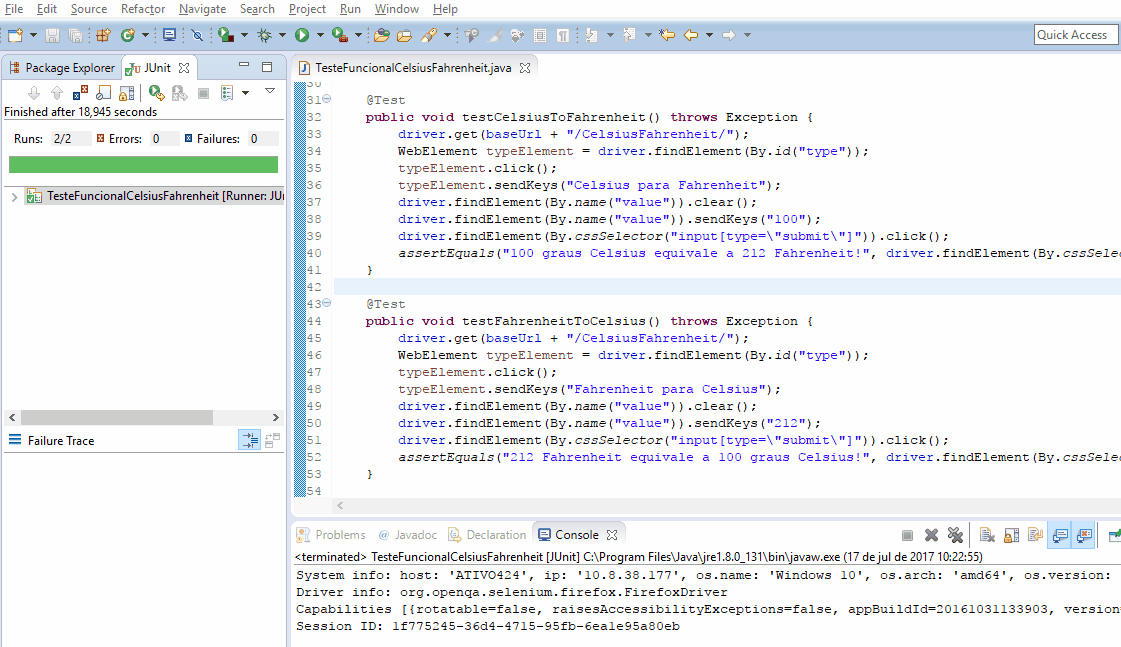 File Edit Source Refactor Navigate Search Project Run Window Help
Quick Access
Package Explorer JUnit
Finished after 18,945 seconds
Runs: 2/2 Errors: 0 Failures: 0
TesteFuncionalCelsiusFahrenheit [Runner: JU
Failure Trace
TesteFuncionalCelsiusFahrenheit.java
30
31 @Test
32 public void testCelsiusToFahrenheit() throws Exception {
33 driver.get(baseUrl + "/CelsiusFahrenheit/");
34 WebElement typeElement = driver.findElement(By.id("type"));
35 typeElement.click();
36 typeElement.sendKeys("Celsius para Fahrenheit");
37 driver.findElement(By.name("value")).clear();
38 driver.findElement(By.name("value")).sendKeys("100");
39 driver.findElement(By.cssSelector("input[type=\"submit\"]")).click();
40 assertEquals("100 graus Celsius equivale a 212 Fahrenheit!", driver.findElement(By.cssSele
41 }
42
43 @Test
44 public void testFahrenheitToCelsius() throws Exception {
45 driver.get(baseUrl + "/CelsiusFahrenheit/");
46 WebElement typeElement = driver.findElement(By.id("type"));
47 typeElement.click();
48 typeElement.sendKeys("Fahrenheit para Celsius");
49 driver.findElement(By.name("value")).clear();
50 driver.findElement(By.name("value")).sendKeys("212");
51 driver.findElement(By.cssSelector("input[type=\"submit\"]")).click();
52 assertEquals("212 Fahrenheit equivale a 100 graus Celsius!", driver.findElement(By.cssSele
53 }
54
Problems Javadoc Declaration Console
<terminated> TesteFuncionalCelsiusFahrenheit [JUnit] C:\Program Files\Java\jre1.8.0_131\bin\javaw.exe (17 de jul de 2017 10:22:55)
System info: host: 'ATIVO424', ip: '10.8.38.177', os.name: 'Windows 10', os.arch: 'amd64', os.version:
Driver info: org.openqa.selenium.firefox.FirefoxDriver
Capabilities [{rotatable=false, raisesAccessibilityExceptions=false, appBuildId=20161031133903, version=
Session ID: 1f775245-36d4-4715-95fb-6ea1e95a80eb